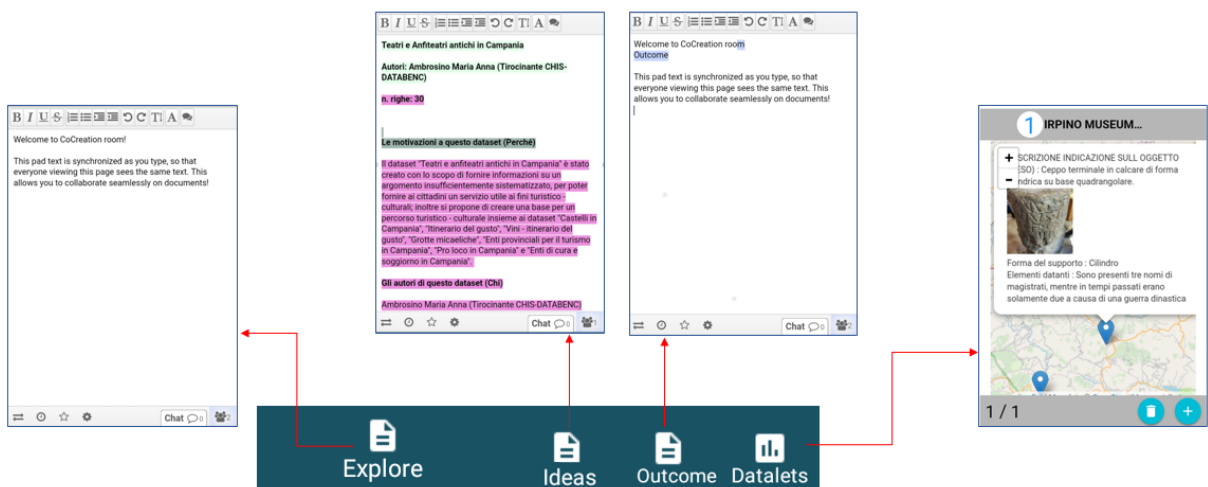 B I U S
Welcome to CoCreation room!
This pad text is synchronized as you type, so that
everyone viewing this page sees the same text. This
allows you to collaborate seamlessly on documents!
Chat 0
2
B I U S
Teatri e Anfiteatri antichi in Campania
Autori: Ambrosino Maria Anna (Tirocinante CHIS-
DATABENC)
n. righe: 30
Le motivazioni a questo dataset (Perché)
Il dataset "Teatri e anfiteatri antichi in Campania" è stato
creato con lo scopo di fornire informazioni su un
argomento insufficientemente sistematizzato, per poter
fornire ai cittadini un servizio utile ai fini turistico -
culturali; inoltre si propone di creare una base per un
percorso turistico - culturale insieme ai dataset "Castelli in
Campania", "Itinerario del gusto", "Vini - itinerario del
gusto", "Grotte micaeliche", "Enti provinciali per il turismo
in Campania", "Pro loco in Campania" e "Enti di cura e
soggiorno in Campania".
Gli autori di questo dataset (Chi)
Ambrosino Maria Anna (Tirocinante CHIS-DATABENC)
Chat 0
1
B I U S
Welcome to CoCreation room
Outcome
This pad text is synchronized as you type, so that
everyone viewing this page sees the same text. This
allows you to collaborate seamlessly on documents!
Chat 0
2
1 IRPINO MUSEUM...
+ SCRIZIONE INDICAZIONE SULL OGGETTO
- SO) : Ceppo terminale in calcare di forma
ndrica su base quadrangolare.
Forma del supporto : Cilindro
Elementi datanti : Sono presenti tre nomi di
magistrati, mentre in tempi passati erano
solamente due a causa di una guerra dinastica
1 / 1
+
Explore
Ideas
Outcome
Datalets